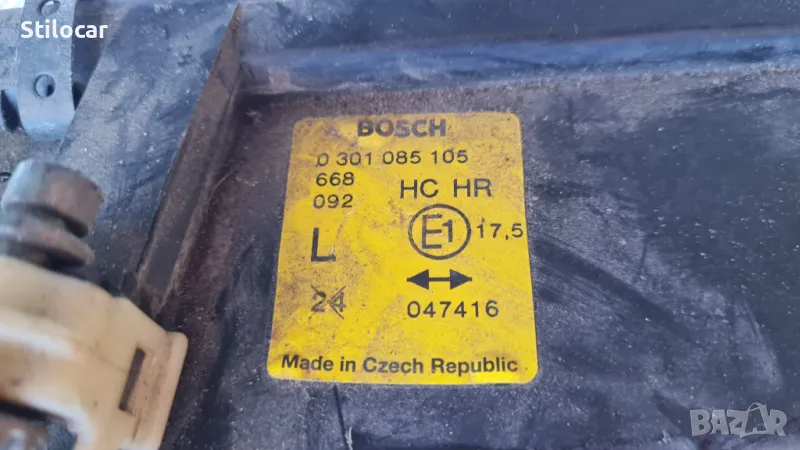 Stilocar
BOSCH
0 301 085 105
668
092
HC HR
E1 17,5
L
24
047416
Made in Czech Republic
BAZAR